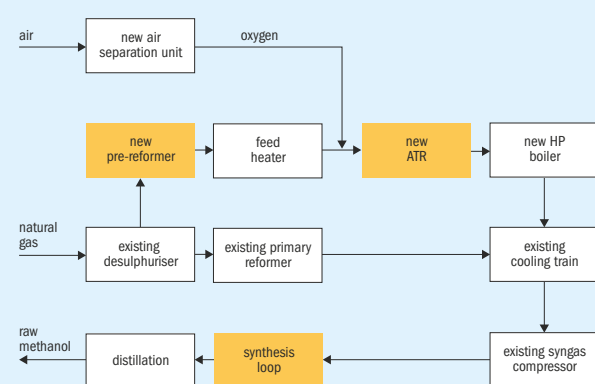 air
new air
separation unit
oxygen
new
pre-reformer
feed
heater
new
ATR
new HP
boiler
natural
gas
existing
desulphuriser
existing primary
reformer
existing
cooling train
raw
methanol
distillation
synthesis
loop
existing syngas
compressor